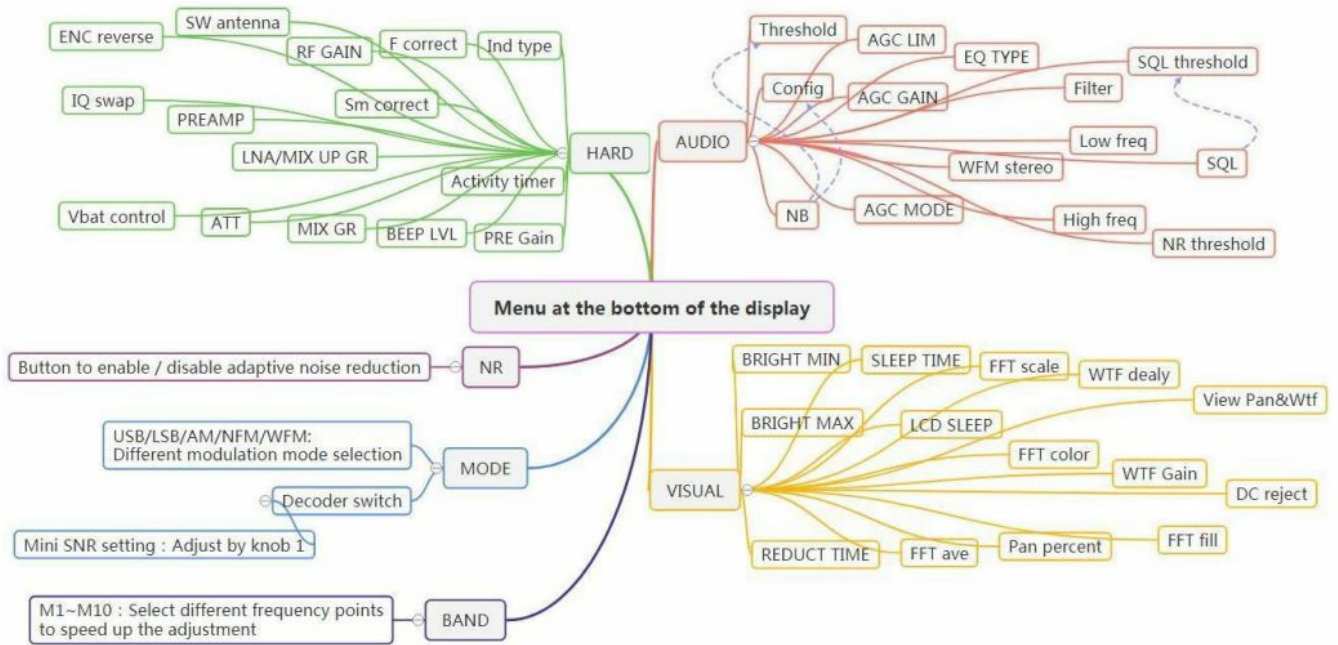 Menu at the bottom of the display
HARD
SW antenna
ENC reverse
RF GAIN
F correct
Ind type
IQ swap
Sm correct
PREAMP
LNA/MIX UP GR
Activity timer
Vbat control
ATT
MIX GR
BEEP LVL
PRE Gain
AUDIO
Threshold
AGC LIM
EQ TYPE
SQL threshold
Config
AGC GAIN
Filter
Low freq
WFM stereo
SQL
NB
AGC MODE
High freq
NR threshold
NR
Button to enable / disable adaptive noise reduction
MODE
USB/LSB/AM/NFM/WFM:
Different modulation mode selection
Decoder switch
Mini SNR setting : Adjust by knob 1
BAND
M1~M10 : Select different frequency points
to speed up the adjustment
VISUAL
BRIGHT MIN
SLEEP TIME
FFT scale
WTF dealy
View Pan&Wtf
BRIGHT MAX
LCD SLEEP
FFT color
WTF Gain
DC reject
REDUCT TIME
FFT ave
Pan percent
FFT fill